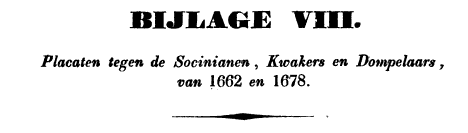 BIJLAGE VIII.
Placaten tegen de Socinianen, Kwakers en Dompelaars,
van 1662 en 1678.